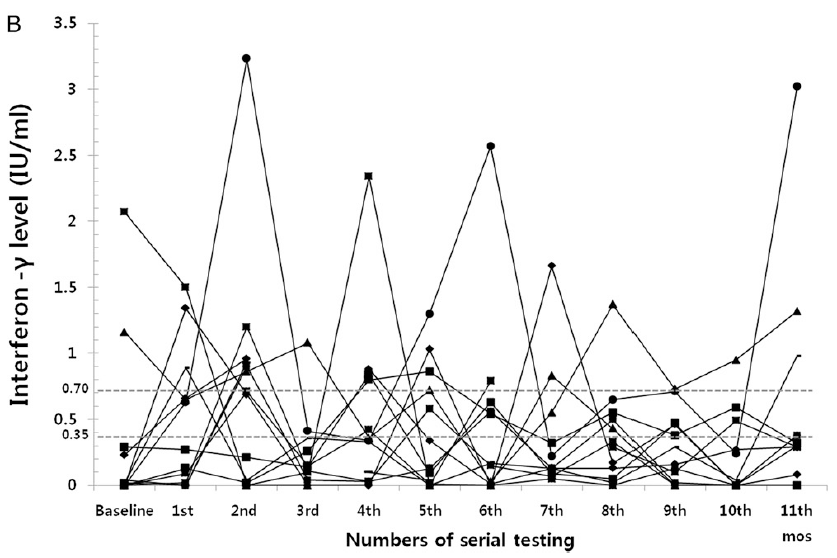 B
Interferon -γ level (IU/ml)
3.5
3
2.5
2
1.5
1
0.70
0.5
0.35
0
Baseline 1st 2nd 3rd 4th 5th 6th 7th 8th 9th 10th 11th
mos
Numbers of serial testing